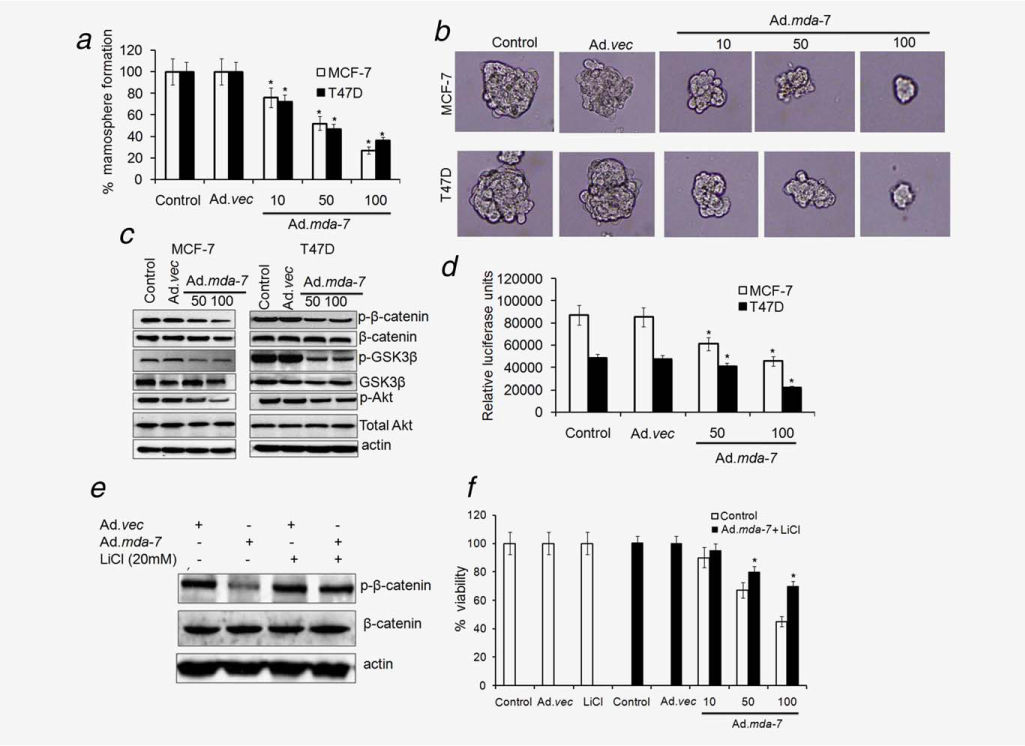 a
% mamosphere formation
120
100
80
60
40
20
0
MCF-7
T47D
* * * * * *
Control Ad.vec 10 50 100
Ad.mda-7
b
Ad.mda-7
Control Ad.vec 10 50 100
MCF-7
T47D
c
MCF-7 T47D
Control Ad.vec Ad.mda-7 Control Ad.vec Ad.mda-7
50 100 50 100
p-β-catenin
β-catenin
p-GSK3β
GSK3β
p-Akt
Total Akt
actin
d
Relative luciferase units
120000
100000
80000
60000
40000
20000
0
MCF-7
T47D
* * * *
Control Ad.vec 50 100
Ad.mda-7
e
Ad.vec + - + -
Ad.mda-7 - + - +
LiCl (20mM) - - + +
p-β-catenin
β-catenin
actin
f
% viability
120
100
80
60
40
20
0
Control
Ad.mda-7+LiCl
* *
Control Ad.vec LiCl Control Ad.vec 10 50 100
Ad.mda-7